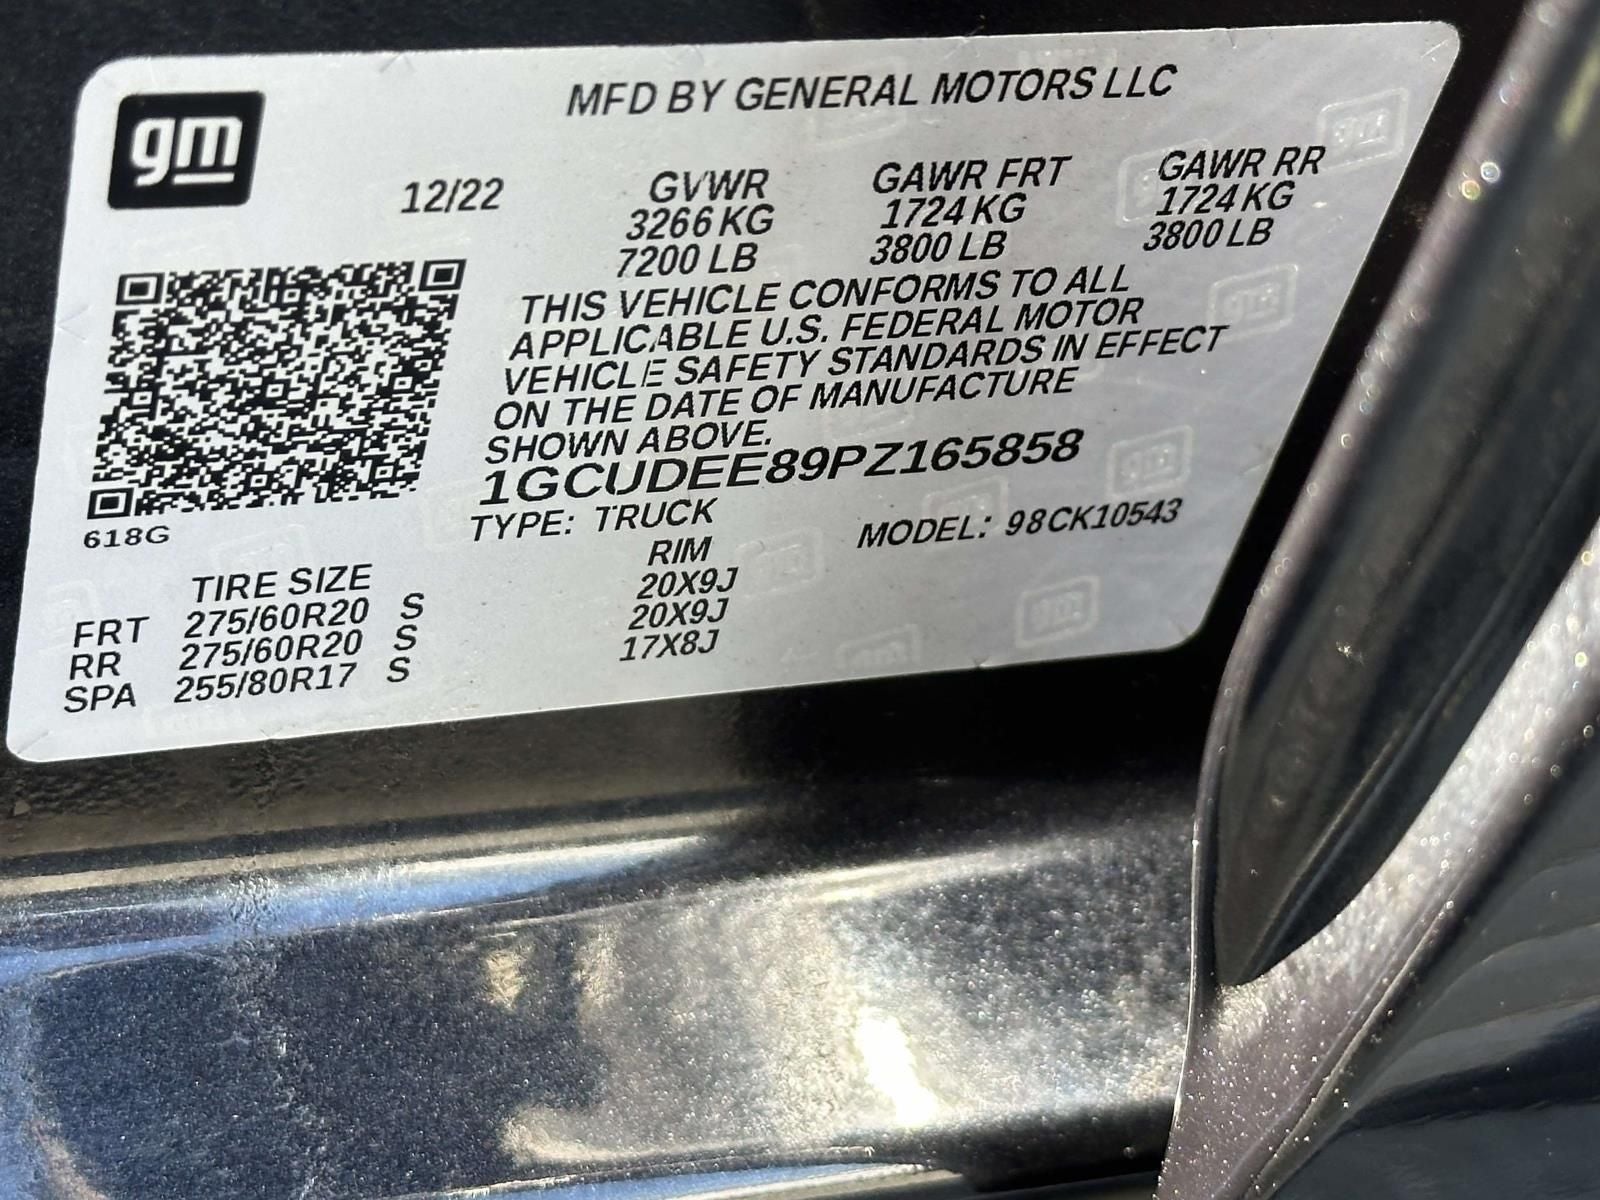 gm
MFD BY GENERAL MOTORS LLC
12/22 GVWR GAWR FRT GAWR RR
3266 KG 1724 KG 1724 KG
7200 LB 3800 LB 3800 LB
THIS VEHICLE CONFORMS TO ALL
APPLICABLE U.S. FEDERAL MOTOR
VEHICLE SAFETY STANDARDS IN EFFECT
ON THE DATE OF MANUFACTURE
SHOWN ABOVE.
1GCUDEE89PZ165858
618G
TYPE: TRUCK MODEL: 98CK10543
TIRE SIZE RIM
FRT 275/60R20 S 20X9J
RR 275/60R20 S 20X9J
SPA 255/80R17 S 17X8J